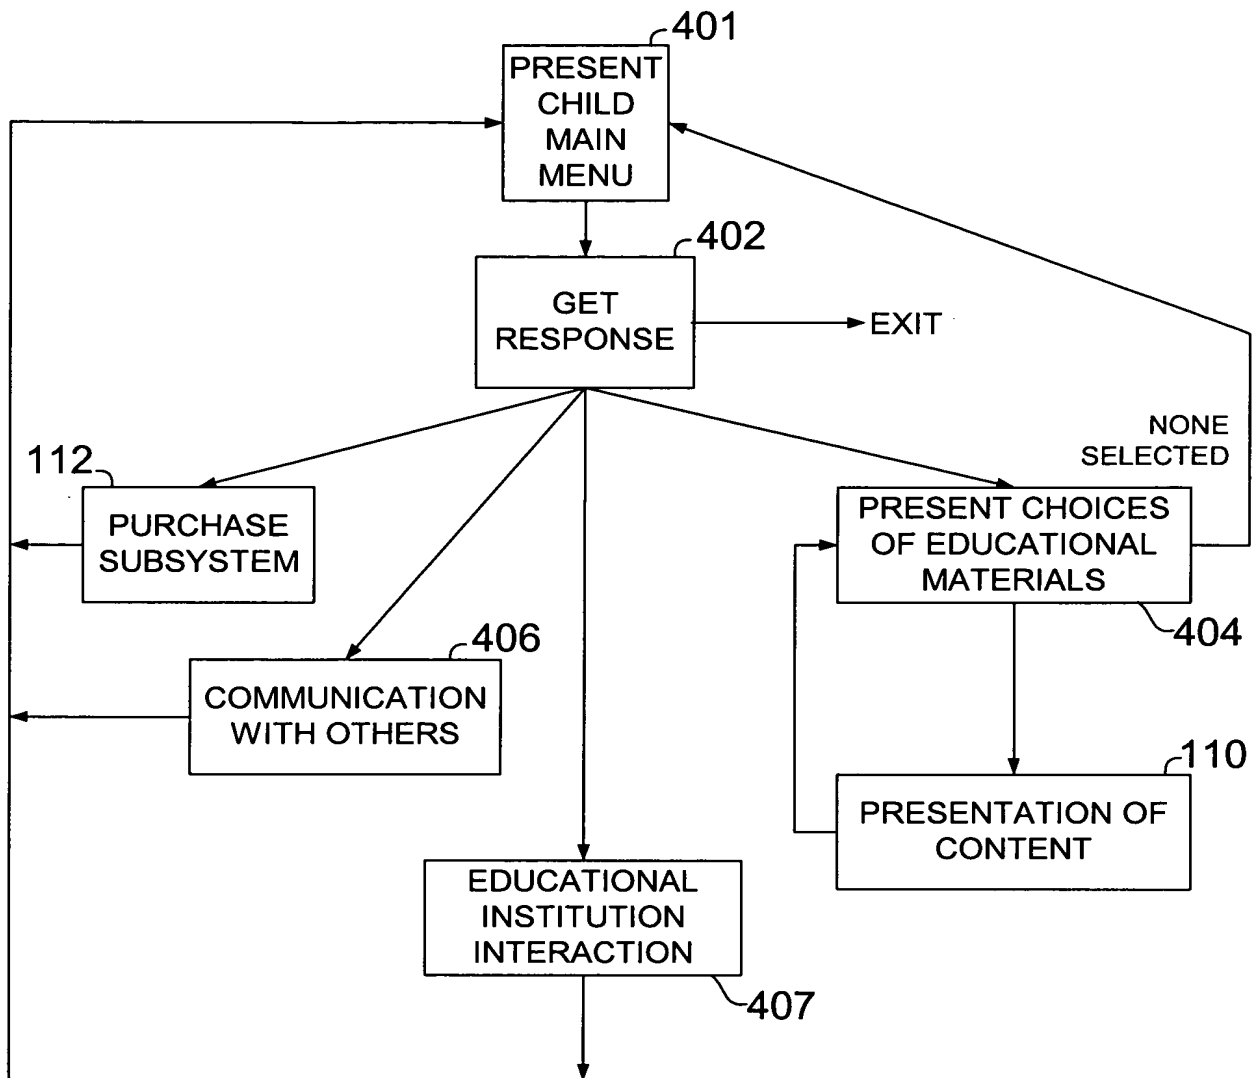 401
PRESENT
CHILD
MAIN
MENU
402
GET
RESPONSE
EXIT
NONE
SELECTED
112
PURCHASE
SUBSYSTEM
PRESENT CHOICES
OF EDUCATIONAL
MATERIALS
404
406
COMMUNICATION
WITH OTHERS
110
PRESENTATION OF
CONTENT
EDUCATIONAL
INSTITUTION
INTERACTION
407